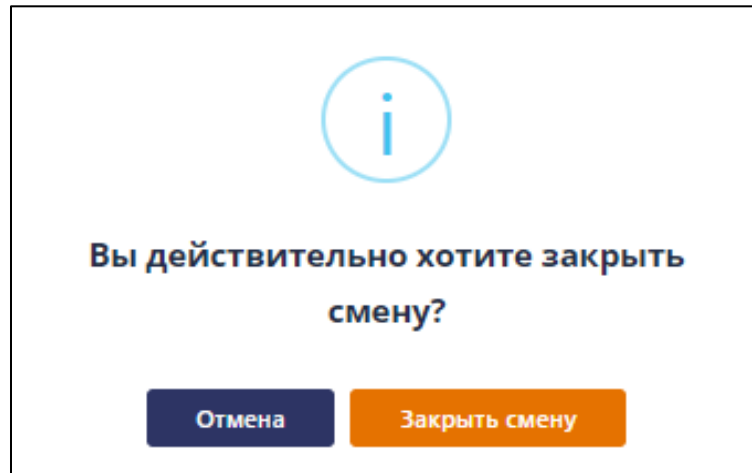 Вы действительно хотите закрыть
смену?
Отмена Закрыть смену